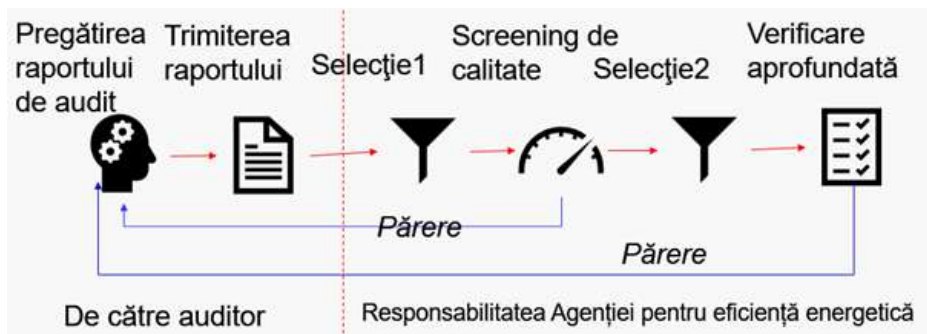 Pregătirea
raportului
de audit
Trimiterea
raportului
Selecţie1
Screening de
calitate
Selecţie2
Verificare
aprofundată
Părere
Părere
De către auditor
Responsabilitatea Agenției pentru eficiență energetică